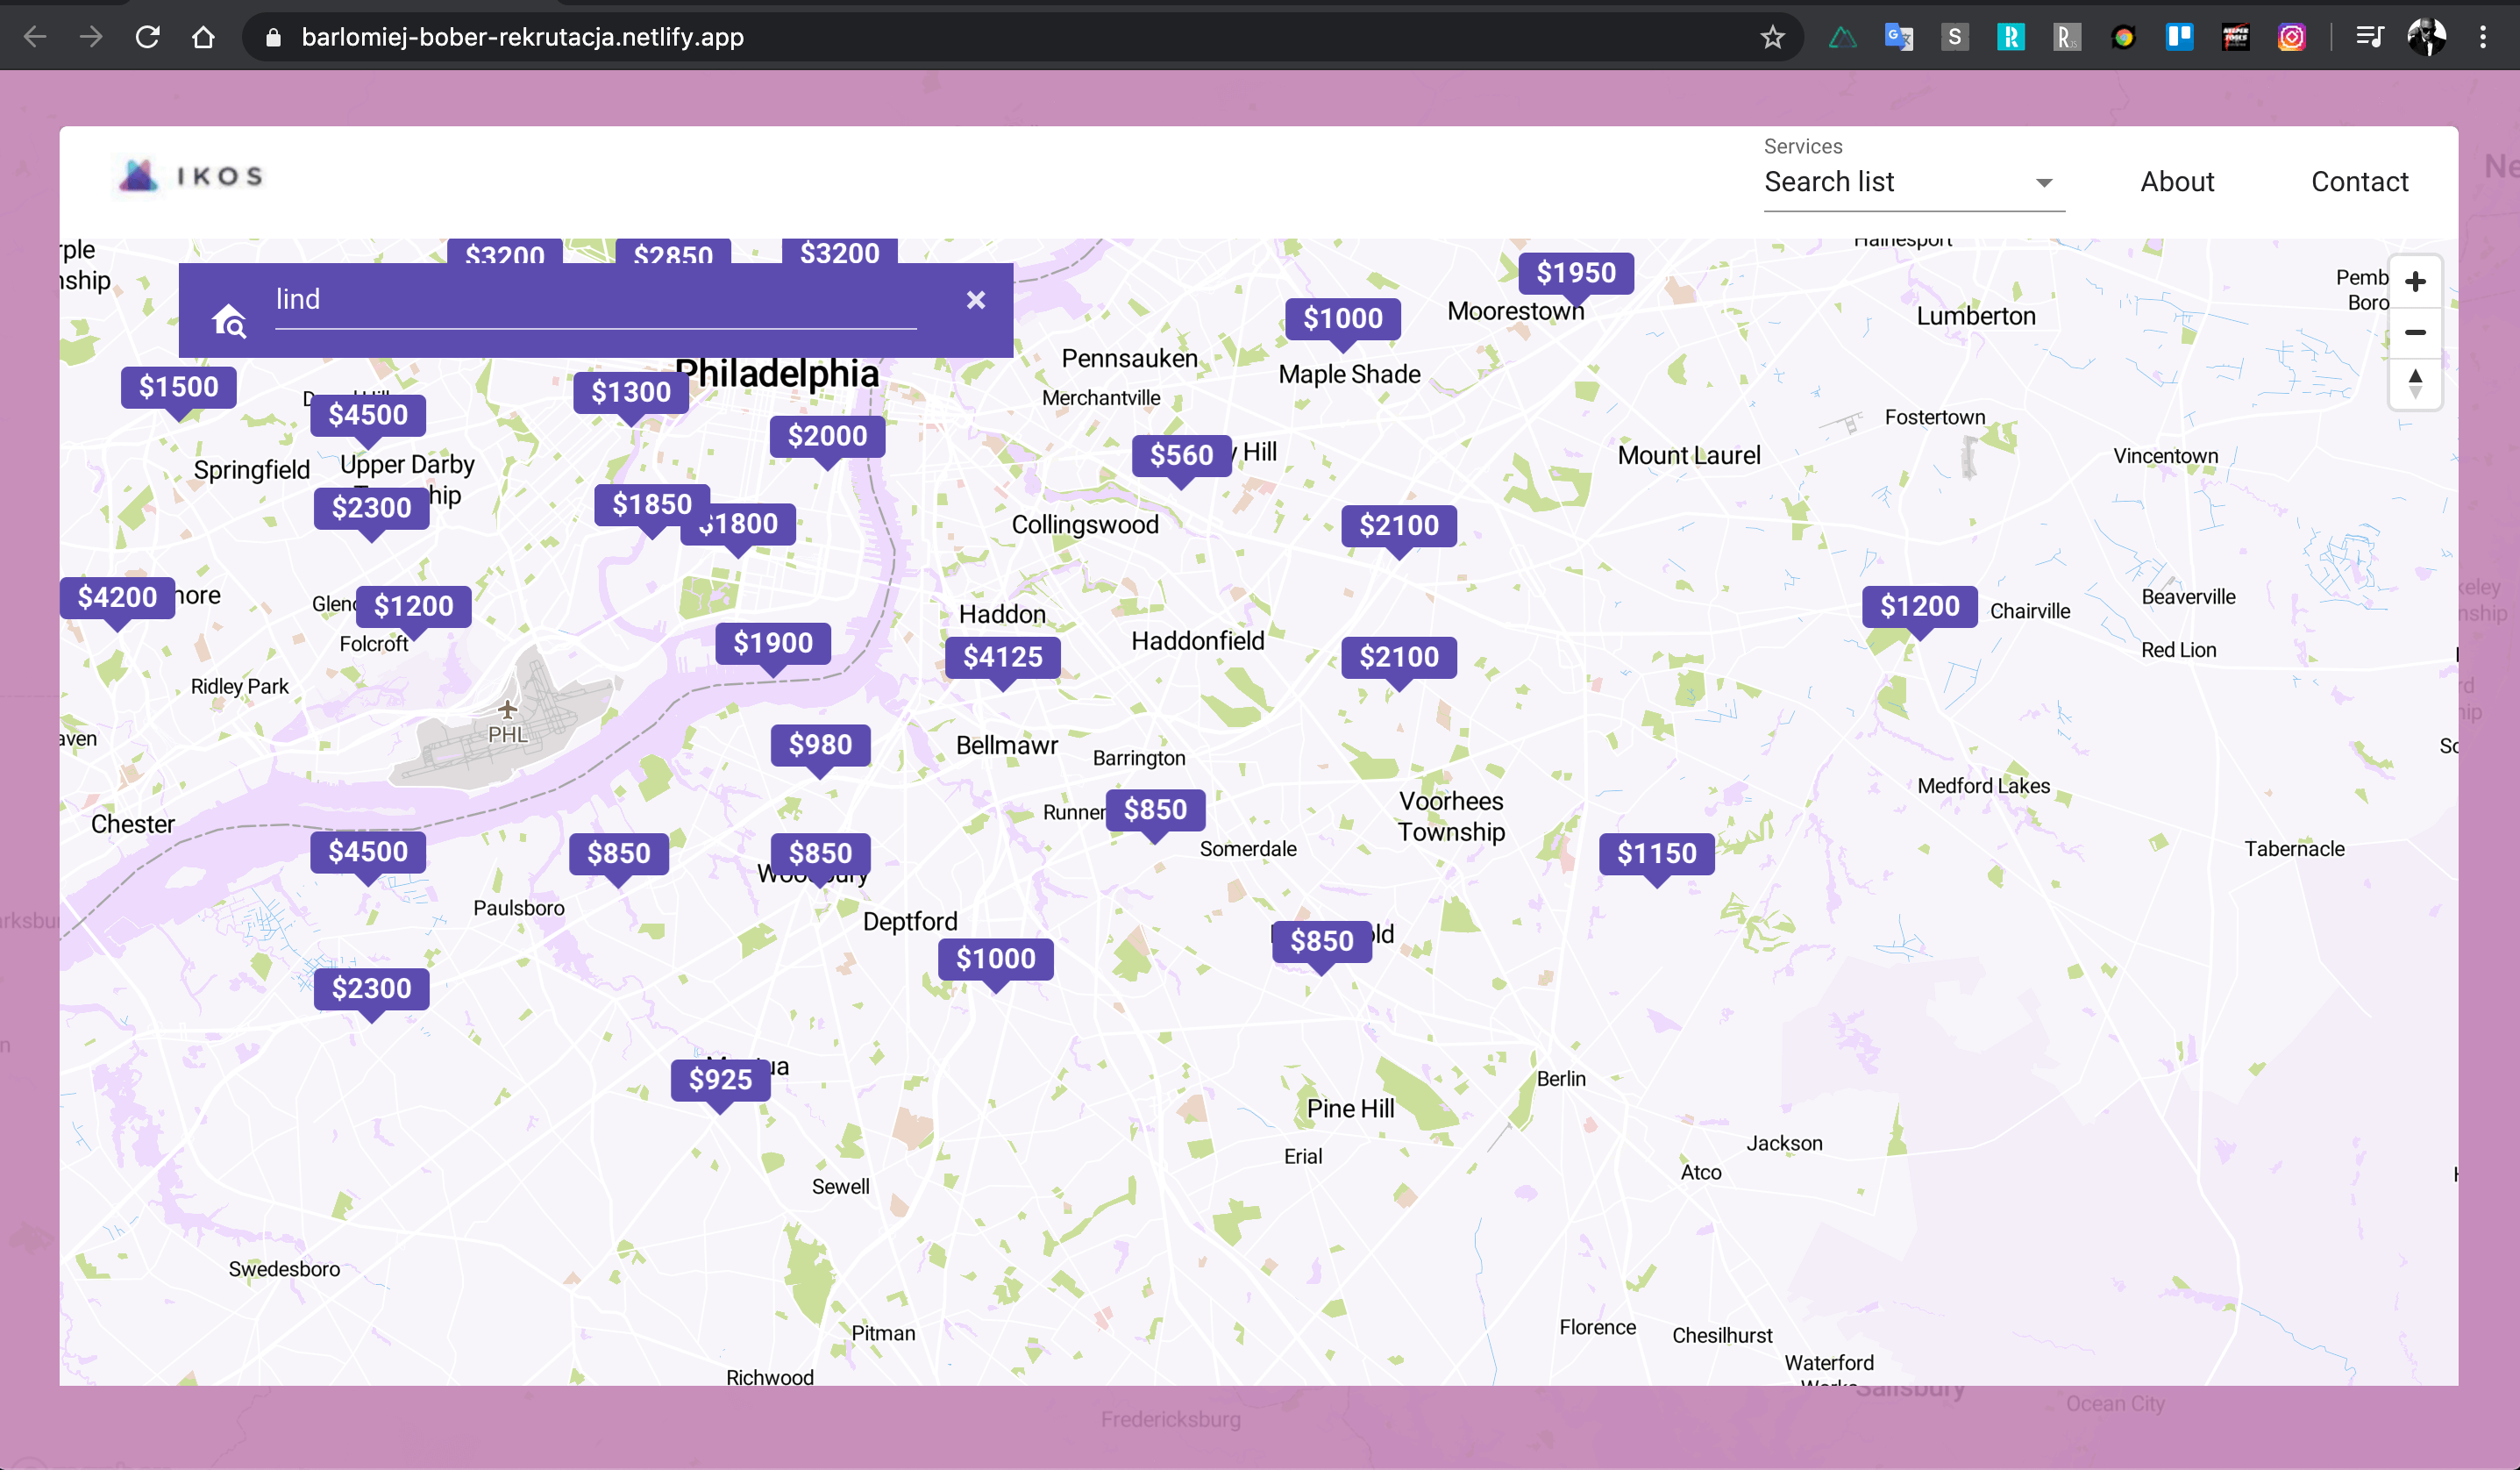 barlomiej-bober-rekrutacja.netlify.app
IKOS
Services
Search list
About
Contact
$3200
$2850
$3200
lind
Hainesport
$1950
Moorestown
$1000
Maple Shade
Pennsauken
Merchantville
Lumberton
Pemb
Boro
Philadelphia
$1500
$4500
$1300
$2000
Fostertown
Springfield
Upper Darby
$2300
$560
Hill
Mount Laurel
Vincentown
$1850
$1800
Collingswood
$2100
$4200
$1200
Folcroft
Haddon
$1900
$4125
Haddonfield
$2100
$1200
Chairville
Beaverville
Red Lion
Ridley Park
PHL
$980
Bellmawr
Barrington
Medford Lakes
Chester
$850
Voorhees
Township
$4500
$850
$850
Somerdale
$1150
Tabernacle
Paulsboro
Deptford
$1000
$850
$2300
$925
Berlin
Pine Hill
Jackson
Erial
Atco
Sewell
Swedesboro
Pitman
Florence
Chesilhurst
Waterford
Richwood
Salisbury
Ocean City
Fredericksburg